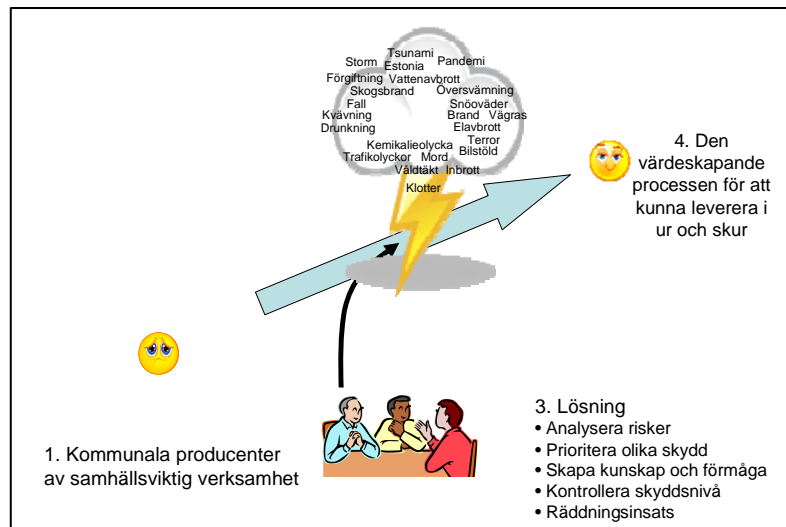 Tsunami
Storm Estonia Pandemi
Förgiftning Vattenavbrott
Skogsbrand Översvämning
Fall Snöoväder
Kvävning Brand Vägras
Drunkning Elavbrott
Terror
Kemikalieolycka Bilstöld
Trafikolyckor Mord
Våldtäkt Inbrott
Klotter
4. Den
värdeskapande
processen för att
kunna leverera i
ur och skur
1. Kommunala producenter
av samhällsviktig verksamhet
3. Lösning
• Analysera risker
• Prioritera olika skydd
• Skapa kunskap och förmåga
• Kontrollera skyddsnivå
• Räddningsinsats